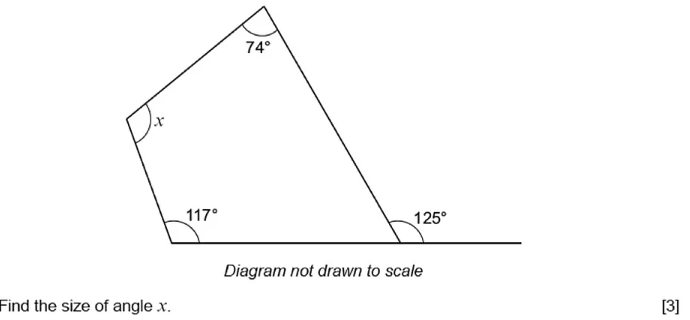 74°
x
117° 125°
Diagram not drawn to scale
Find the size of angle x. [3]